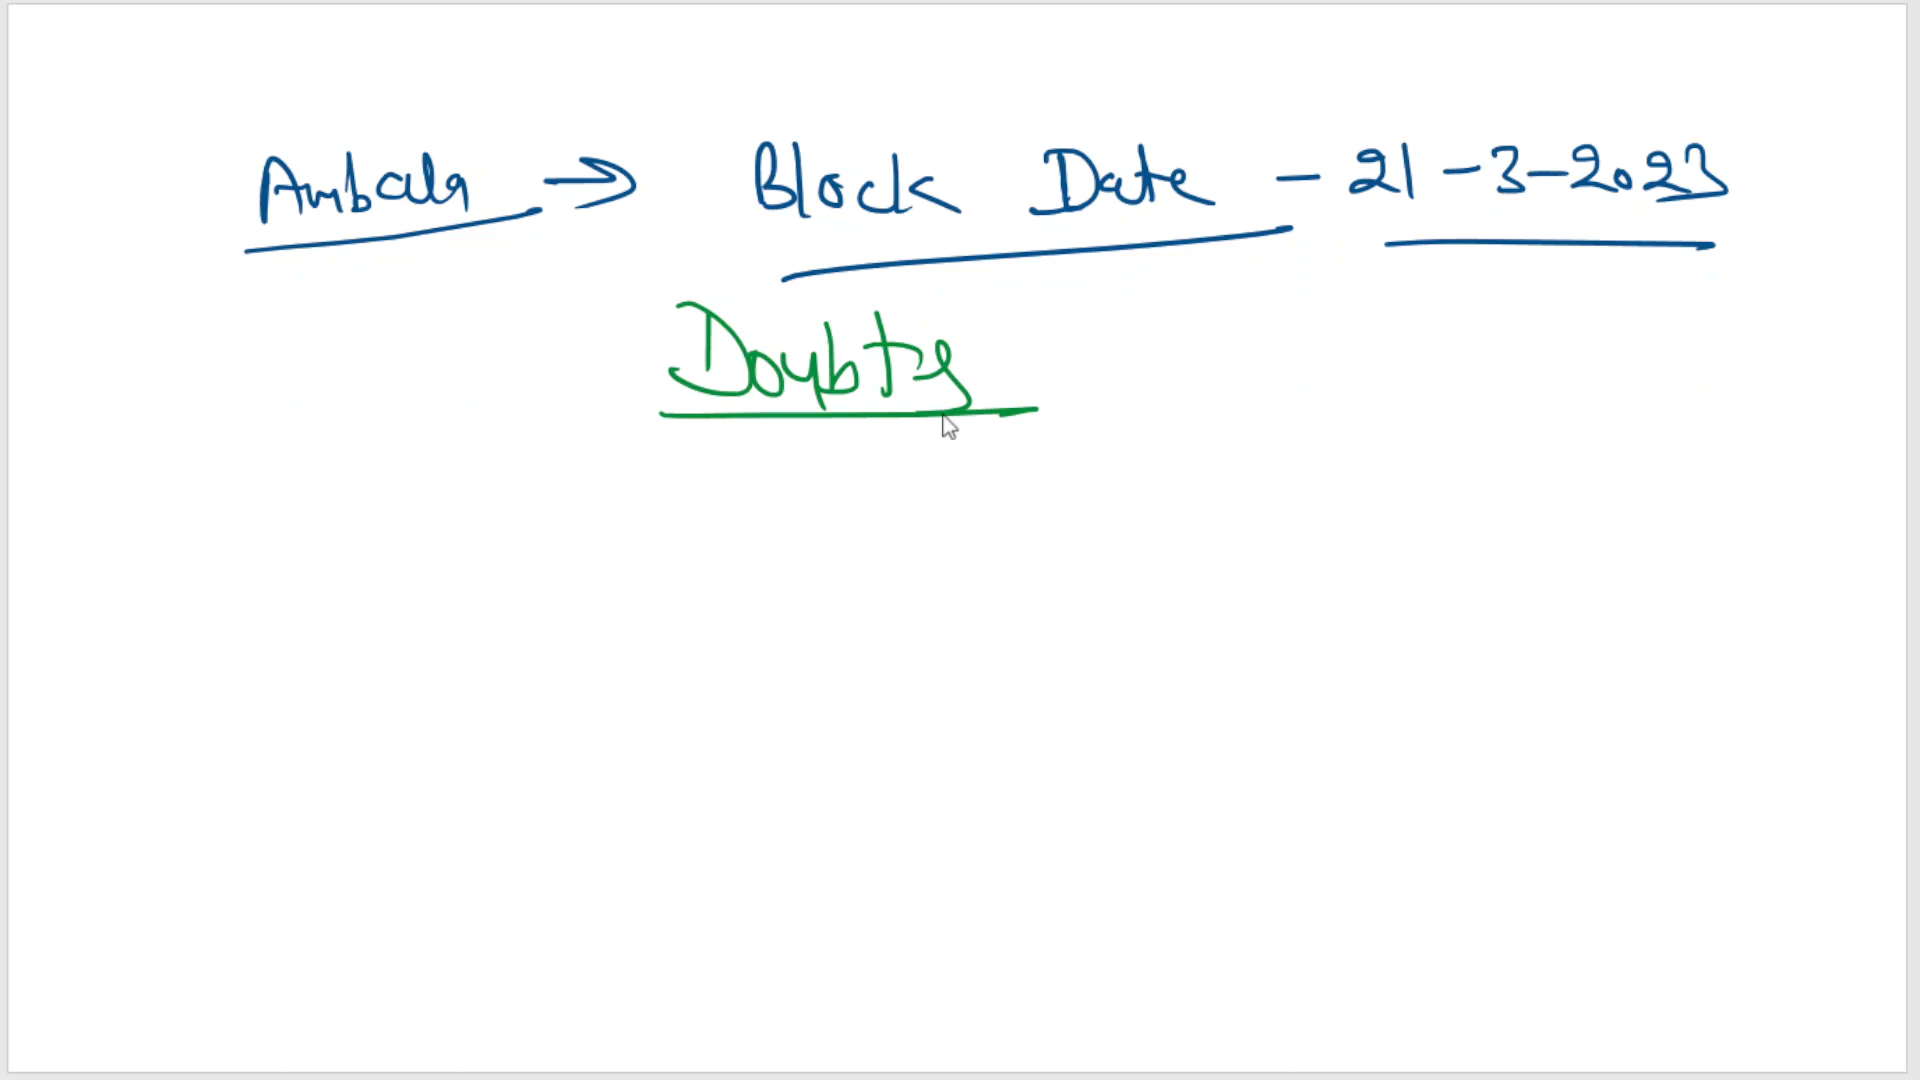 Ambala → Block Date - 21-3-2023
Doubts